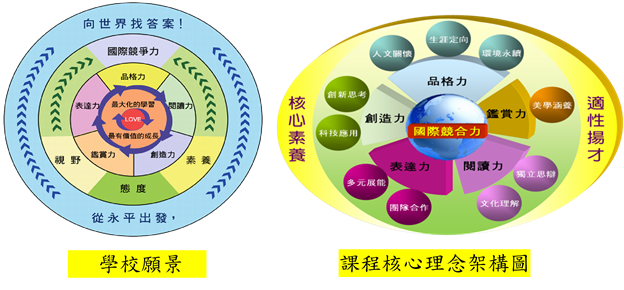 向世界找答案！
國際競爭力
品格力
表達力
閱讀力
最大化的學習
LOVE
最有價值的成長
鑑賞力
創造力
視野
素養
態度
從永平出發，
學校願景
核心素養
適性揚才
生涯定向
人文關懷
環境永續
品格力
創新思考
創造力
鑑賞力
美學涵養
科技應用
國際競合力
表達力
閱讀力
多元展能
獨立思辯
團隊合作
文化理解
課程核心理念架構圖